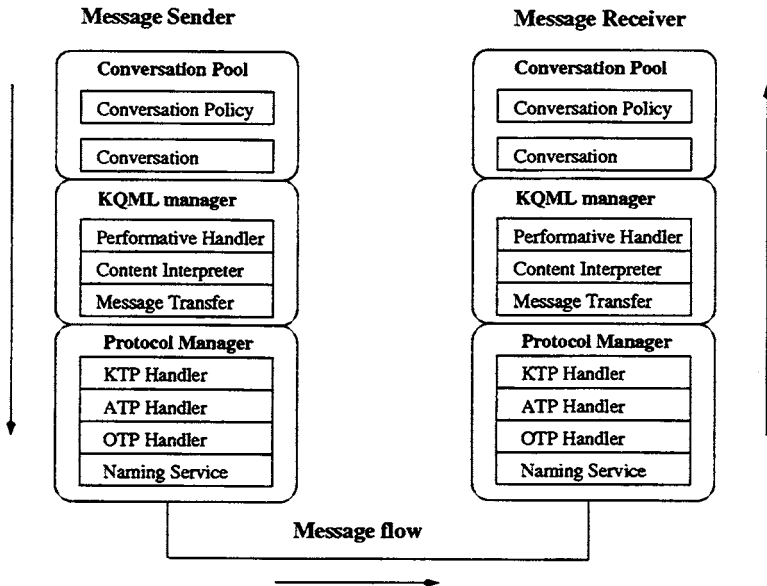 Message Sender
Conversation Pool
Conversation Policy
Conversation
KQML manager
Performative Handler
Content Interpreter
Message Transfer
Protocol Manager
KTP Handler
ATP Handler
OTP Handler
Naming Service
Message Receiver
Conversation Pool
Conversation Policy
Conversation
KQML manager
Performative Handler
Content Interpreter
Message Transfer
Protocol Manager
KTP Handler
ATP Handler
OTP Handler
Naming Service
Message flow